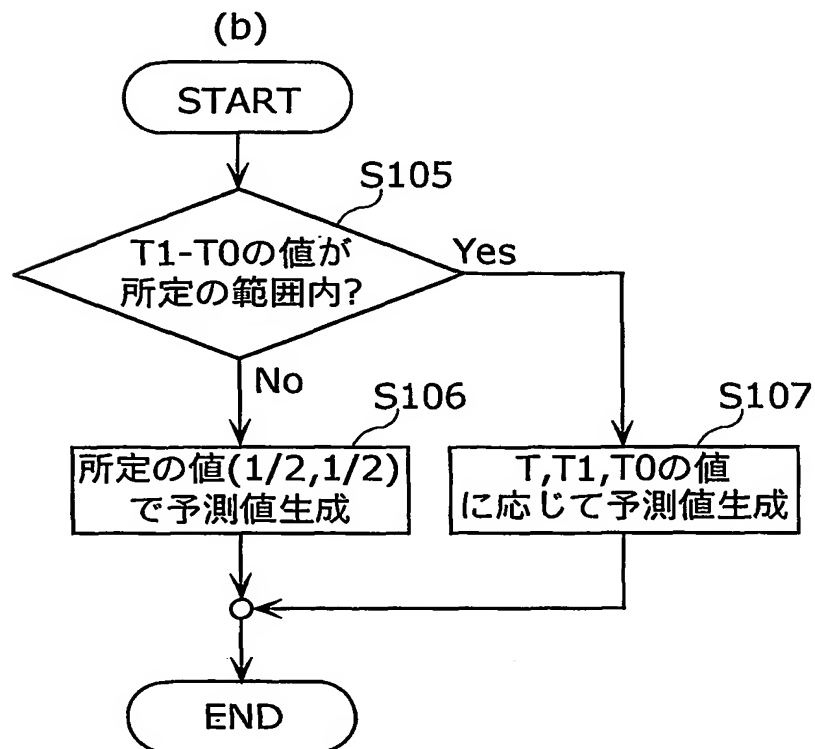 (b)
START
S105
T1-T0の値が
所定の範囲内?
Yes
No
S106
所定の値(1/2,1/2)
で予測値生成
S107
T,T1,T0の値
に応じて予測値生成
END